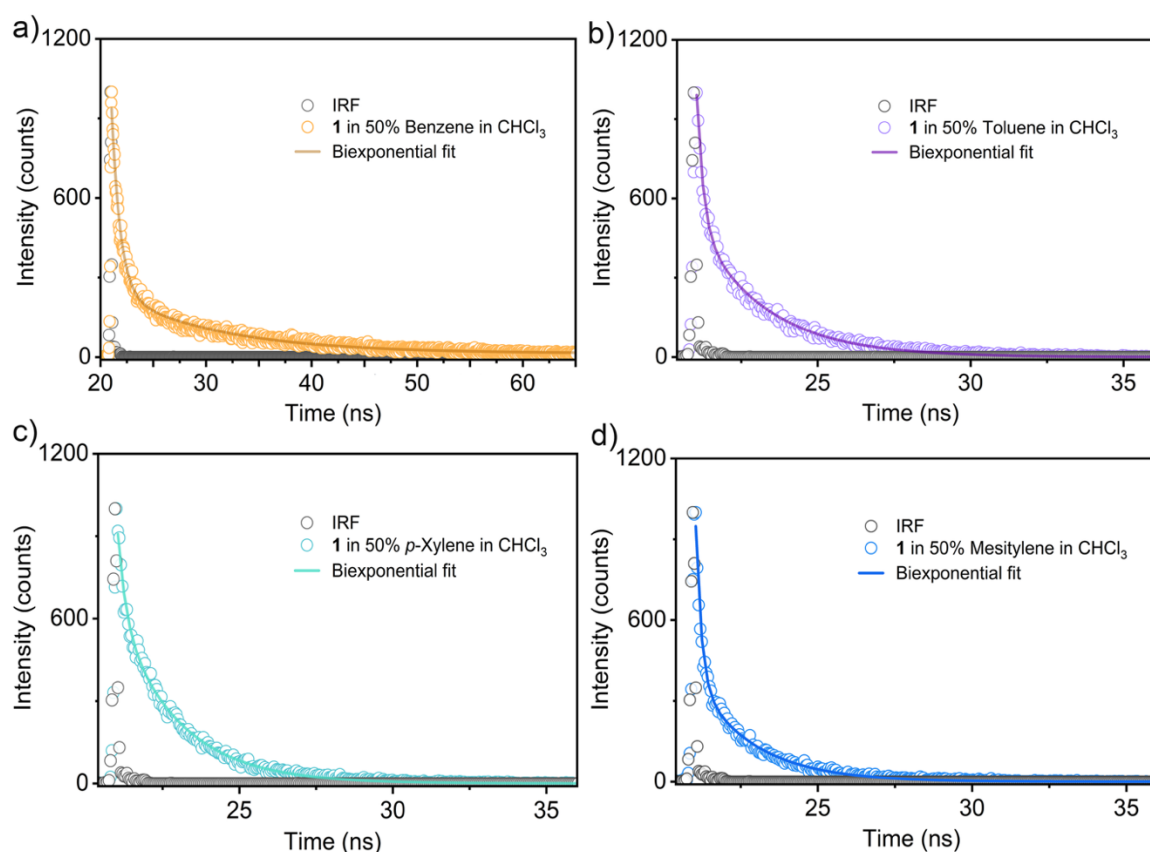 a)
1200
600
0
Intensity (counts)
IRF
1 in 50% Benzene in CHCl3
Biexponential fit
20 30 40 50 60
Time (ns)
b)
1200
600
0
Intensity (counts)
IRF
1 in 50% Toluene in CHCl3
Biexponential fit
25 30 35
Time (ns)
c)
1200
600
0
Intensity (counts)
IRF
1 in 50% p-Xylene in CHCl3
Biexponential fit
25 30 35
Time (ns)
d)
1200
600
0
Intensity (counts)
IRF
1 in 50% Mesitylene in CHCl3
Biexponential fit
25 30 35
Time (ns)